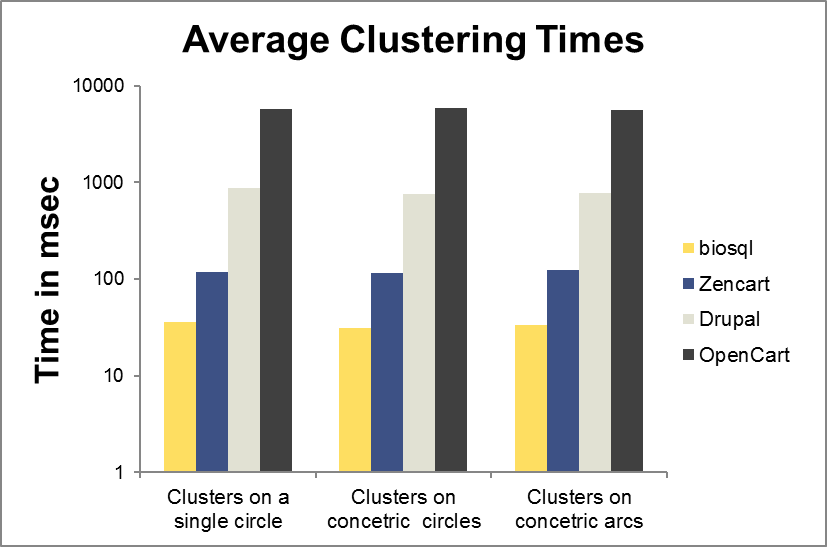 Average Clustering Times
Time in msec
10000
1000
100
10
1
Clusters on a
single circle
Clusters on
concetric circles
Clusters on
concetric arcs
biosql
Zencart
Drupal
OpenCart